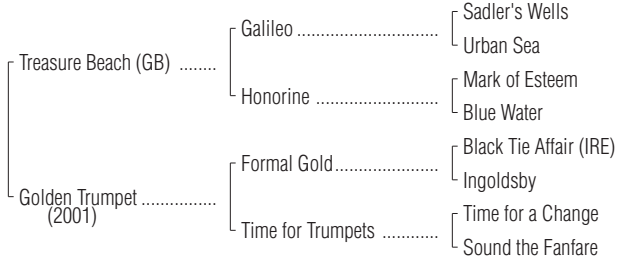 Sadler's Wells
Galileo ................................
Urban Sea
Treasure Beach (GB) ........
Mark of Esteem
Honorine ...........................
Blue Water
Black Tie Affair (IRE)
Formal Gold.......................
Ingoldsby
Golden Trumpet ................
(2001)
Time for a Change
Time for Trumpets ............
Sound the Fanfare